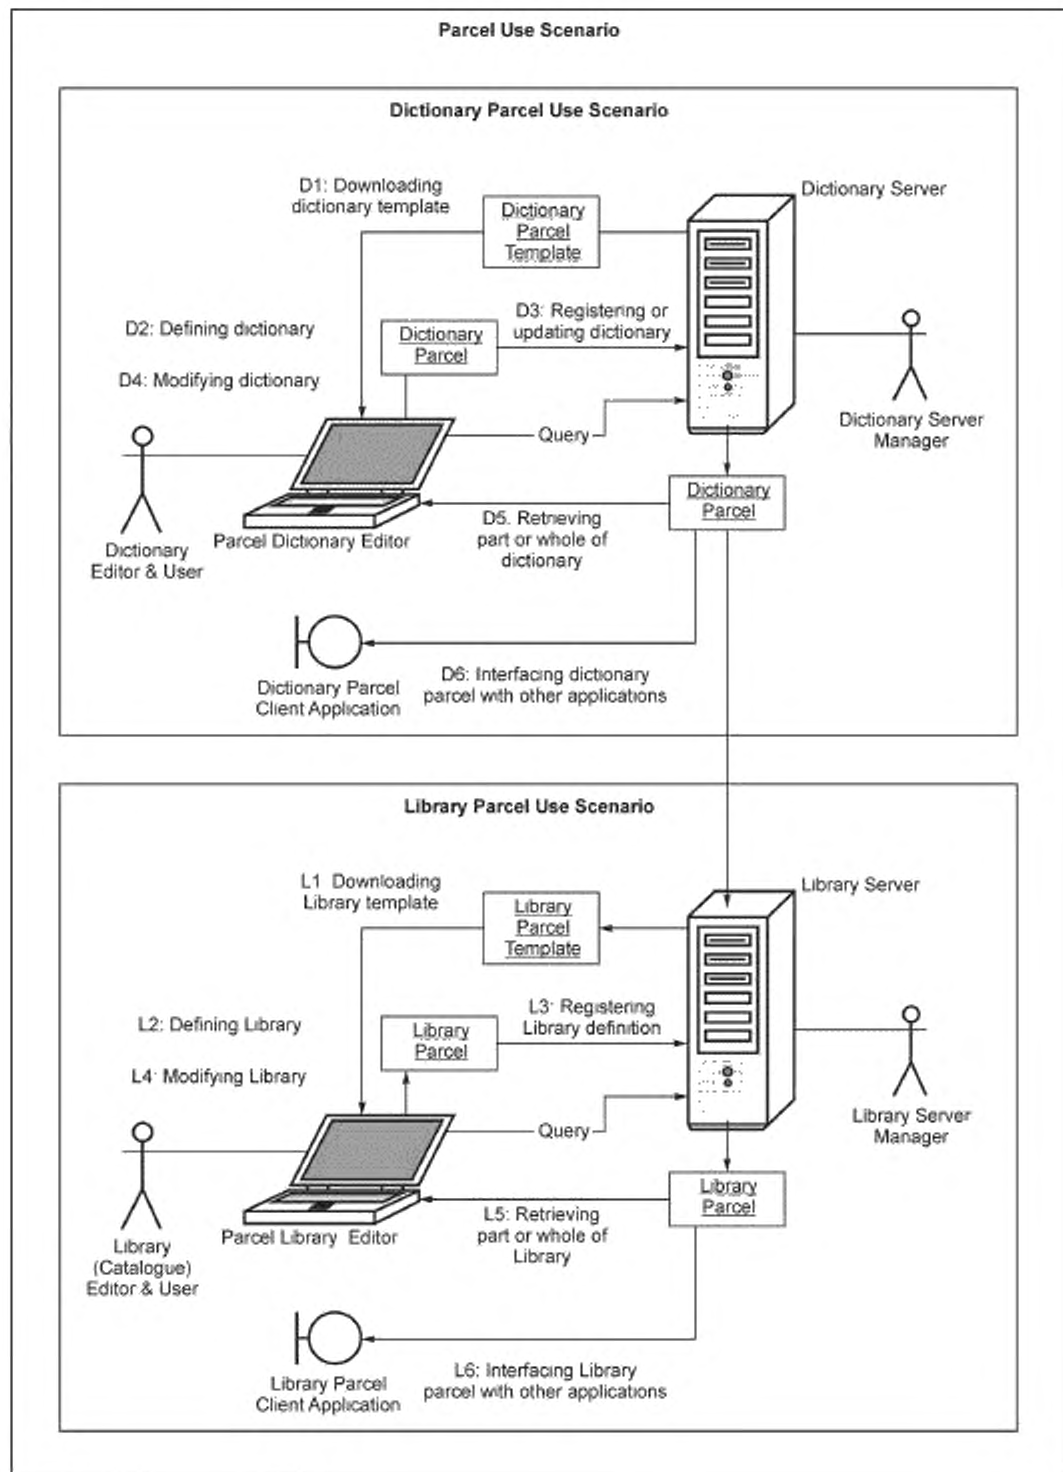 Parcel Use Scenario
Dictionary Parcel Use Scenario
D1: Downloading
dictionary template
Dictionary
Parcel
Template
Dictionary Server
D2: Defining dictionary
D4: Modifying dictionary
Dictionary
Parcel
D3: Registering or
updating dictionary
Query
Dictionary Server
Manager
Dictionary
Editor & User
Parcel Dictionary Editor
D5. Retrieving
part or whole of
dictionary
Dictionary
Parcel
Dictionary Parcel
Client Application
D6: Interfacing dictionary
parcel with other applications
Library Parcel Use Scenario
L1 Downloading
Library template
Library
Parcel
Template
Library Server
L2: Defining Library
L4: Modifying Library
Library
Parcel
L3: Registering
Library definition
Query
Library Server
Manager
Library
(Catalogue)
Editor & User
Parcel Library Editor
L5: Retrieving
part or whole of
Library
Library
Parcel
Library Parcel
Client Application
L6: Interfacing Library
parcel with other applications